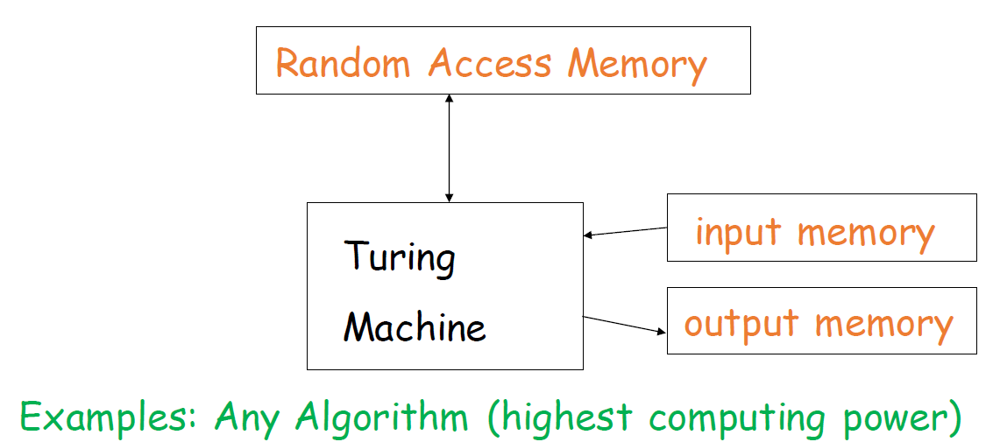 Random Access Memory
input memory
Turing
Machine
output memory
Examples: Any Algorithm (highest computing power)